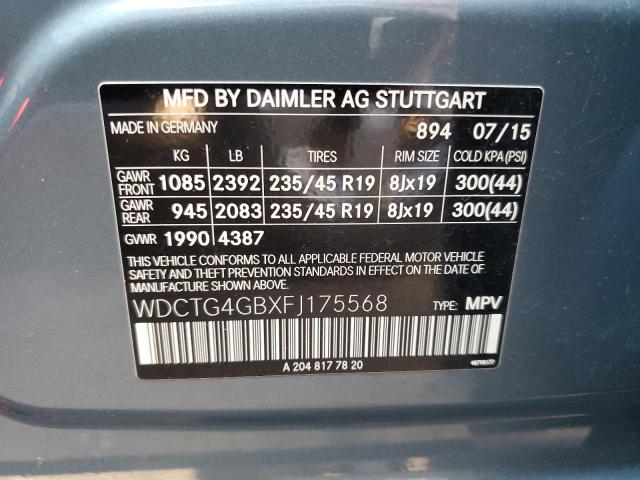 MFD BY DAIMLER AG STUTTGART
MADE IN GERMANY 894 07/15
KG LB TIRES RIM SIZE COLD KPA(PSI)
GAWR FRONT 1085 2392 235/45 R19 8Jx19 300(44)
GAWR REAR 945 2083 235/45 R19 8Jx19 300(44)
GVWR 1990 4387
THIS VEHICLE CONFORMS TO ALL APPLICABLE FEDERAL MOTOR VEHICLE
SAFETY AND THEFT PREVENTION STANDARDS IN EFFECT ON THE DATE OF
MANUFACTURE SHOWN ABOVE.
WDCTG4GBXFJ175568 TYPE: MPV
A 204 817 78 20